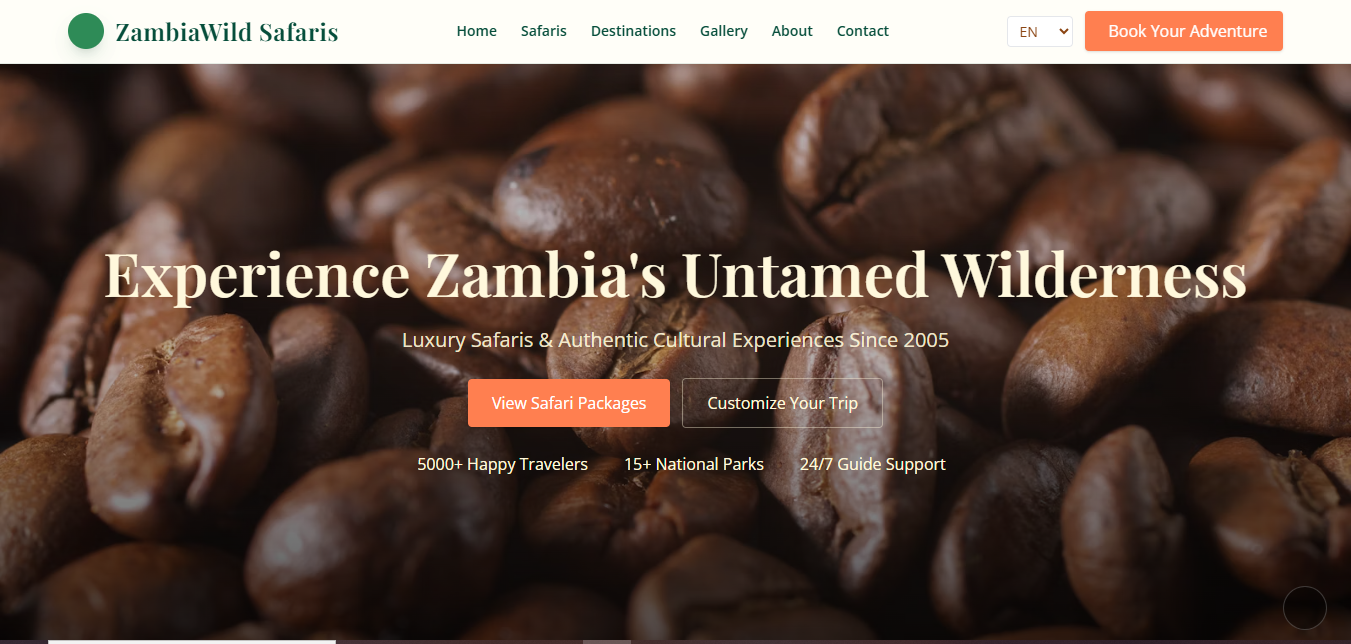 ZambiaWild Safaris
Home Safaris Destinations Gallery About Contact
EN
Book Your Adventure
Experience Zambia's Untamed Wilderness
Luxury Safaris & Authentic Cultural Experiences Since 2005
View Safari Packages
Customize Your Trip
5000+ Happy Travelers 15+ National Parks 24/7 Guide Support